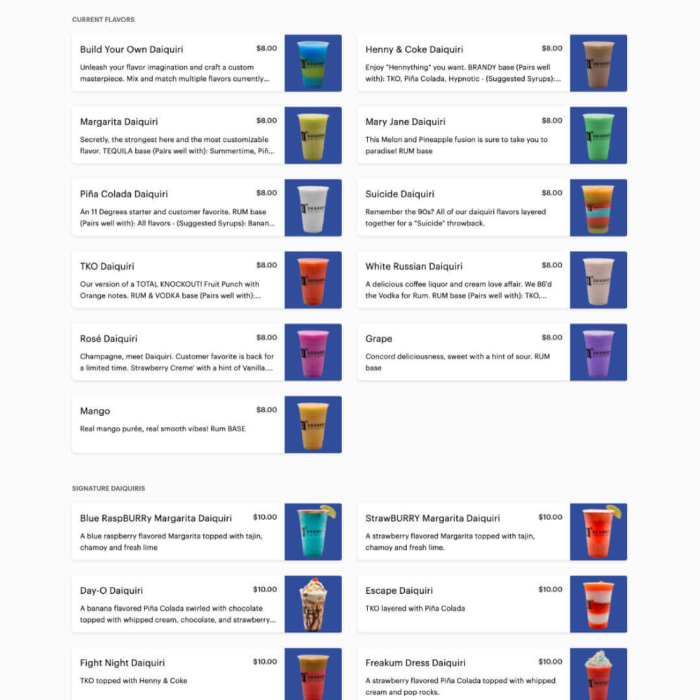 CURRENT FLAVORS
Build Your Own Daiquiri
$8.00
Unleash your flavor imagination and craft a custom
masterpiece. Mix and match multiple flavors currently...
Henny & Coke Daiquiri
$8.00
Enjoy "Hennything" you want. BRANDY base (Pairs well
with): TKO, Piña Colada, Hypnotic - (Suggested Syrups):...
Margarita Daiquiri
$8.00
Secretly, the strongest here and the most customizable
flavor. TEQUILA base (Pairs well with): Summertime, Piñ...
Mary Jane Daiquiri
$8.00
This Melon and Pineapple fusion is sure to take you to
paradise! RUM base
Piña Colada Daiquiri
$8.00
An 11 Degrees starter and customer favorite. RUM base
(Pairs well with): All flavors - (Suggested Syrups): Banan...
Suicide Daiquiri
$8.00
Remember the 90s? All of our daiquiri flavors layered
together for a "Suicide" throwback.
TKO Daiquiri
$8.00
Our version of a TOTAL KNOCKOUT! Fruit Punch with
Orange notes. RUM & VODKA base (Pairs well with):...
White Russian Daiquiri
$8.00
A delicious coffee liquor and cream love affair. We 86'd
the Vodka for Rum. RUM base (Pairs well with): TKO,...
Rosé Daiquiri
$8.00
Champagne, meet Daiquiri. Customer favorite is back for
a limited time. Strawberry Creme' with a hint of Vanilla....
Grape
$8.00
Concord deliciousness, sweet with a hint of sour. RUM
base
Mango
$8.00
Real mango purée, real smooth vibes! Rum BASE
SIGNATURE DAIQUIRIS
Blue RaspBURRy Margarita Daiquiri
$10.00
A blue raspberry flavored Margarita topped with tajin,
chamoy and fresh lime
StrawBURRY Margarita Daiquiri
$10.00
A strawberry flavored Margarita topped with tajin,
chamoy and fresh lime.
Day-O Daiquiri
$10.00
A banana flavored Piña Colada swirled with chocolate
topped with whipped cream, chocolate, and strawberry...
Escape Daiquiri
$10.00
TKO layered with Piña Colada
Fight Night Daiquiri
$10.00
TKO topped with Henny & Coke
Freakum Dress Daiquiri
$10.00
A strawberry flavored Piña Colada topped with whipped
cream and pop rocks.